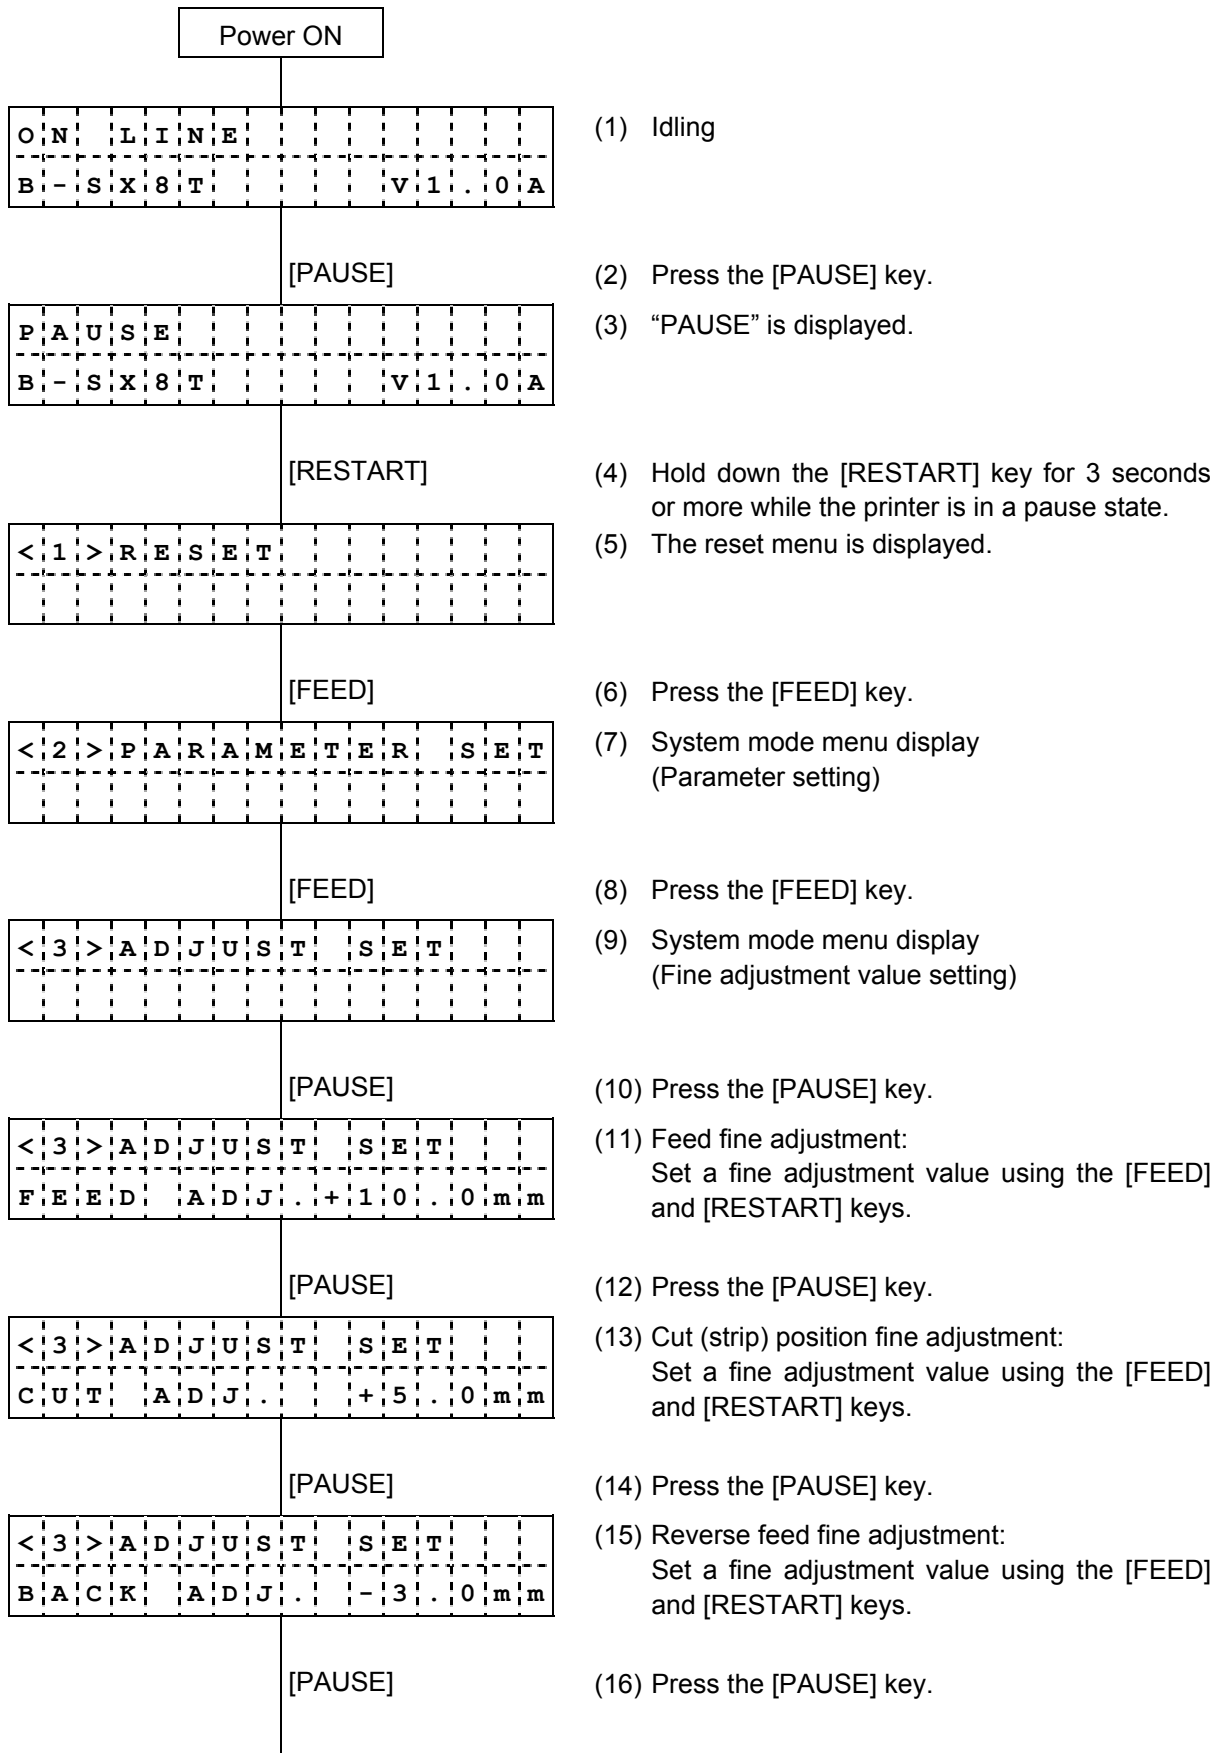 Power ON
ON LINE
B-SX8T V1.0A
(1) Idling
[PAUSE]
(2) Press the [PAUSE] key.
PAUSE
B-SX8T V1.0A
(3) “PAUSE” is displayed.
[RESTART]
(4) Hold down the [RESTART] key for 3 seconds
or more while the printer is in a pause state.
<1>RESET
(5) The reset menu is displayed.
[FEED]
(6) Press the [FEED] key.
<2>PARAMETER SET
(7) System mode menu display
(Parameter setting)
[FEED]
(8) Press the [FEED] key.
<3>ADJUST SET
(9) System mode menu display
(Fine adjustment value setting)
[PAUSE]
(10) Press the [PAUSE] key.
<3>ADJUST SET
FEED ADJ.+10.0mm
(11) Feed fine adjustment:
Set a fine adjustment value using the [FEED]
and [RESTART] keys.
[PAUSE]
(12) Press the [PAUSE] key.
<3>ADJUST SET
CUT ADJ. +5.0mm
(13) Cut (strip) position fine adjustment:
Set a fine adjustment value using the [FEED]
and [RESTART] keys.
[PAUSE]
(14) Press the [PAUSE] key.
<3>ADJUST SET
BACK ADJ. -3.0mm
(15) Reverse feed fine adjustment:
Set a fine adjustment value using the [FEED]
and [RESTART] keys.
[PAUSE]
(16) Press the [PAUSE] key.